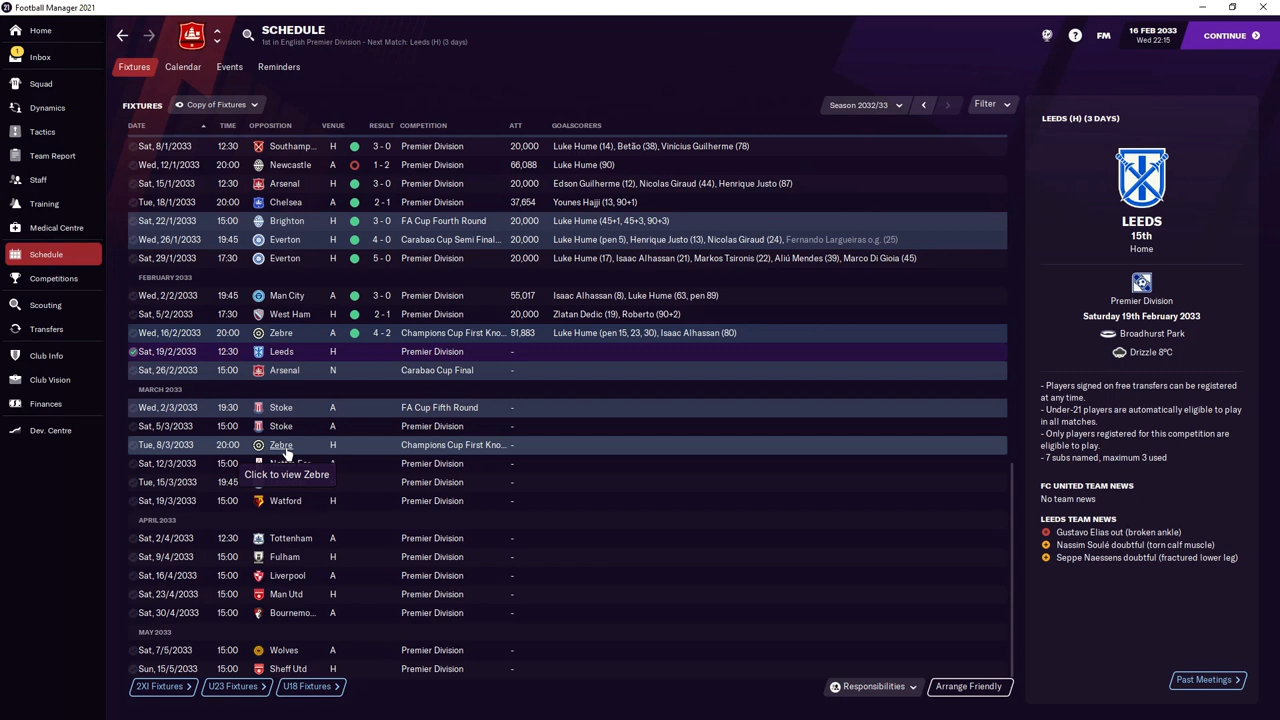 21 Football Manager 2021
Home
SCHEDULE
1st in English Premier Division - Next Match: Leeds (H) (3 days)
? FM 16 FEB 2033
Wed 22:15
CONTINUE
1
Inbox
Squad
Dynamics
Tactics
Team Report
Staff
Training
Medical Centre
Schedule
Competitions
Scouting
Transfers
Club Info
Club Vision
Finances
Dev. Centre
Fixtures Calendar Events Reminders
FIXTURES Copy of Fixtures Season 2032/33 Filter
DATE TIME OPPOSITION VENUE RESULT COMPETITION ATT GOALSCORERS
Sat, 8/1/2033 12:30 Southamp... H 3 - 0 Premier Division 20,000 Luke Hume (14), Betão (38), Vinícius Guilherme (78)
Wed, 12/1/2033 20:00 Newcastle A 1 - 2 Premier Division 66,088 Luke Hume (90)
Sat, 15/1/2033 12:30 Arsenal H 3 - 0 Premier Division 20,000 Edson Guilherme (12), Nicolas Giraud (44), Henrique Justo (87)
Tue, 18/1/2033 20:00 Chelsea A 2 - 1 Premier Division 37,654 Younes Hajji (13, 90+1)
Sat, 22/1/2033 15:00 Brighton H 3 - 0 FA Cup Fourth Round 20,000 Luke Hume (45+1, 45+3, 90+3)
Wed, 26/1/2033 19:45 Everton H 4 - 0 Carabao Cup Semi Final... 20,000 Luke Hume (pen 5), Henrique Justo (13), Nicolas Giraud (24), Fernando Largueiras o.g. (25)
Sat, 29/1/2033 17:30 Everton H 5 - 0 Premier Division 20,000 Luke Hume (17), Isaac Alhassan (21), Markos Tsironis (22), Aliú Mendes (39), Marco Di Gioia (45)
FEBRUARY 2033
Wed, 2/2/2033 19:45 Man City A 3 - 0 Premier Division 55,017 Isaac Alhassan (8), Luke Hume (63, pen 89)
Sat, 5/2/2033 17:30 West Ham H 2 - 1 Premier Division 20,000 Zlatan Dedic (19), Roberto (90+2)
Wed, 16/2/2033 20:00 Zebre A 4 - 2 Champions Cup First Kno... 51,883 Luke Hume (pen 15, 23, 30), Isaac Alhassan (80)
Sat, 19/2/2033 12:30 Leeds H Premier Division -
Sat, 26/2/2033 15:00 Arsenal N Carabao Cup Final -
MARCH 2033
Wed, 2/3/2033 19:30 Stoke A FA Cup Fifth Round -
Sat, 5/3/2033 15:00 Stoke A Premier Division -
Tue, 8/3/2033 20:00 Zebre H Champions Cup First Kno... -
Sat, 12/3/2033 15:00 Premier Division -
Click to view Zebre
Tue, 15/3/2033 19:45 Premier Division -
Sat, 19/3/2033 15:00 Watford H Premier Division -
APRIL 2033
Sat, 2/4/2033 12:30 Tottenham A Premier Division -
Sat, 9/4/2033 15:00 Fulham H Premier Division -
Sat, 16/4/2033 15:00 Liverpool A Premier Division -
Sat, 23/4/2033 15:00 Man Utd H Premier Division -
Sat, 30/4/2033 15:00 Bournemo... A Premier Division -
MAY 2033
Sat, 7/5/2033 15:00 Wolves A Premier Division -
Sun, 15/5/2033 15:00 Sheff Utd H Premier Division -
2XI Fixtures U23 Fixtures U18 Fixtures Responsibilities Arrange Friendly
LEEDS (H) (3 DAYS)
LEEDS
15th
Home
Premier Division
Saturday 19th February 2033
Broadhurst Park
Drizzle 8ºC
- Players signed on free transfers can be registered
at any time.
- Under-21 players are automatically eligible to play
in all matches.
- Only players registered for this competition are
eligible to play.
- 7 subs named, maximum 3 used
FC UNITED TEAM NEWS
No team news
LEEDS TEAM NEWS
Gustavo Elias out (broken ankle)
Nassim Soulé doubtful (torn calf muscle)
Seppe Naessens doubtful (fractured lower leg)
Past Meetings